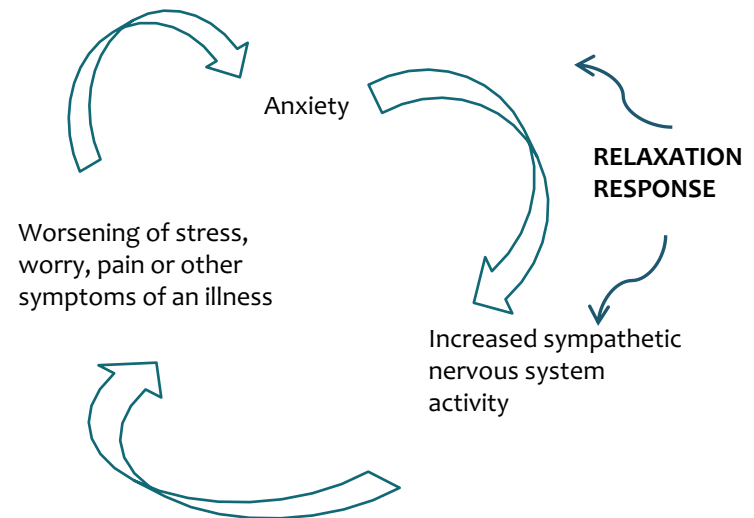 Anxiety
RELAXATION
RESPONSE
Worsening of stress,
worry, pain or other
symptoms of an illness
Increased sympathetic
nervous system
activity